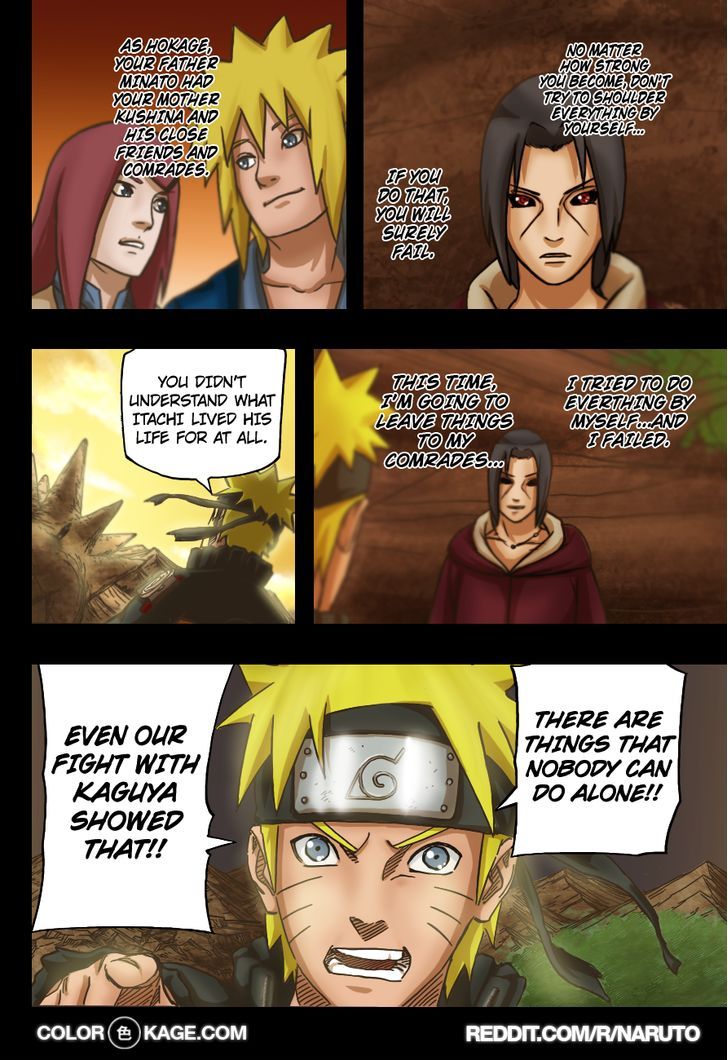 NO MATTER
HOW STRONG
YOU BECOME, DON'T
TRY TO SHOULDER
EVERYTHING BY
YOURSELF...
IF YOU
DO THAT,
YOU WILL
SURELY
FAIL.
AS HOKAGE,
YOUR FATHER
MINATO HAD
YOUR MOTHER
KUSHINA AND
HIS CLOSE
FRIENDS AND
COMRADES.
I TRIED TO DO
EVERTHING BY
MYSELF...AND
I FAILED.
THIS TIME,
I'M GOING TO
LEAVE THINGS
TO MY
COMRADES...
YOU DIDN'T
UNDERSTAND WHAT
ITACHI LIVED HIS
LIFE FOR AT ALL.
THERE ARE
THINGS THAT
NOBODY CAN
DO ALONE!!
EVEN OUR
FIGHT WITH
KAGUYA
SHOWED
THAT!!
COLOR 色 KAGE.COM
REDDIT.COM/R/NARUTO